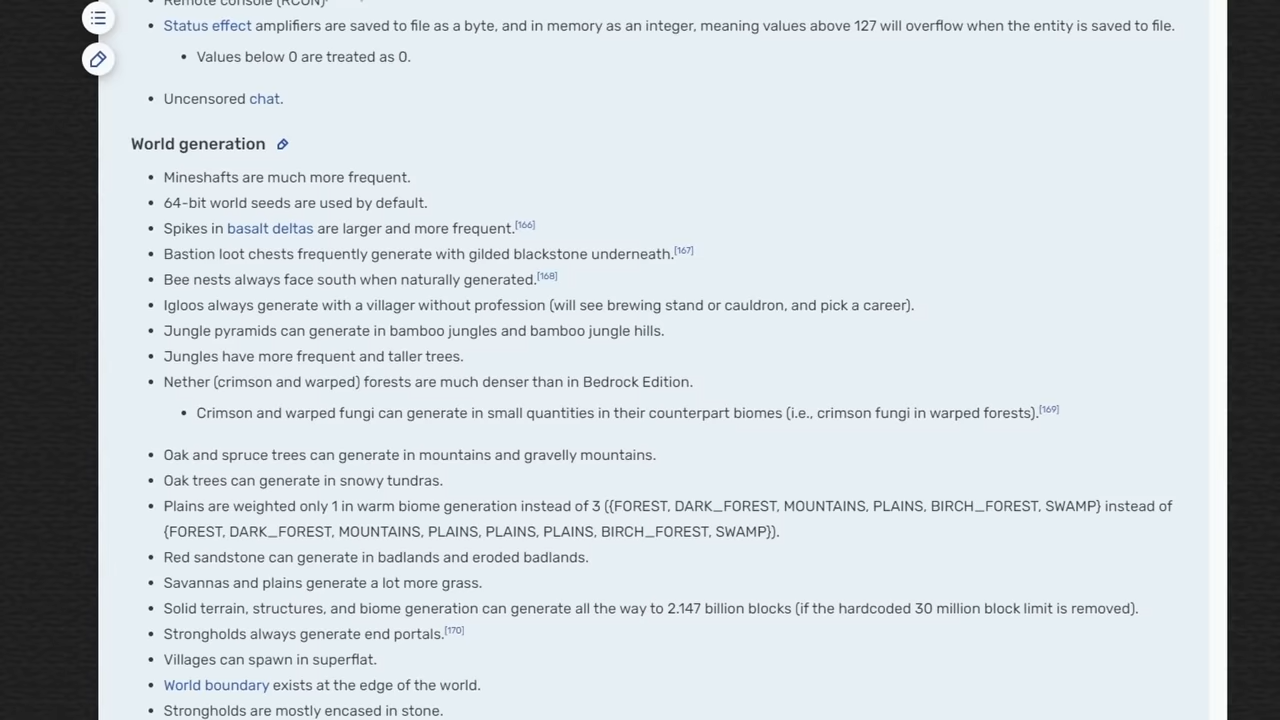 Remote console (RCON)
Status effect amplifiers are saved to file as a byte, and in memory as an integer, meaning values above 127 will overflow when the entity is saved to file.
Values below 0 are treated as 0.
Uncensored chat.
World generation
Mineshafts are much more frequent.
64-bit world seeds are used by default.
Spikes in basalt deltas are larger and more frequent.[166]
Bastion loot chests frequently generate with gilded blackstone underneath.[167]
Bee nests always face south when naturally generated.[168]
Igloos always generate with a villager without profession (will see brewing stand or cauldron, and pick a career).
Jungle pyramids can generate in bamboo jungles and bamboo jungle hills.
Jungles have more frequent and taller trees.
Nether (crimson and warped) forests are much denser than in Bedrock Edition.
Crimson and warped fungi can generate in small quantities in their counterpart biomes (i.e., crimson fungi in warped forests).[169]
Oak and spruce trees can generate in mountains and gravelly mountains.
Oak trees can generate in snowy tundras.
Plains are weighted only 1 in warm biome generation instead of 3 ({FOREST, DARK_FOREST, MOUNTAINS, PLAINS, BIRCH_FOREST, SWAMP} instead of
{FOREST, DARK_FOREST, MOUNTAINS, PLAINS, PLAINS, PLAINS, BIRCH_FOREST, SWAMP}).
Red sandstone can generate in badlands and eroded badlands.
Savannas and plains generate a lot more grass.
Solid terrain, structures, and biome generation can generate all the way to 2.147 billion blocks (if the hardcoded 30 million block limit is removed).
Strongholds always generate end portals.[170]
Villages can spawn in superflat.
World boundary exists at the edge of the world.
Strongholds are mostly encased in stone.